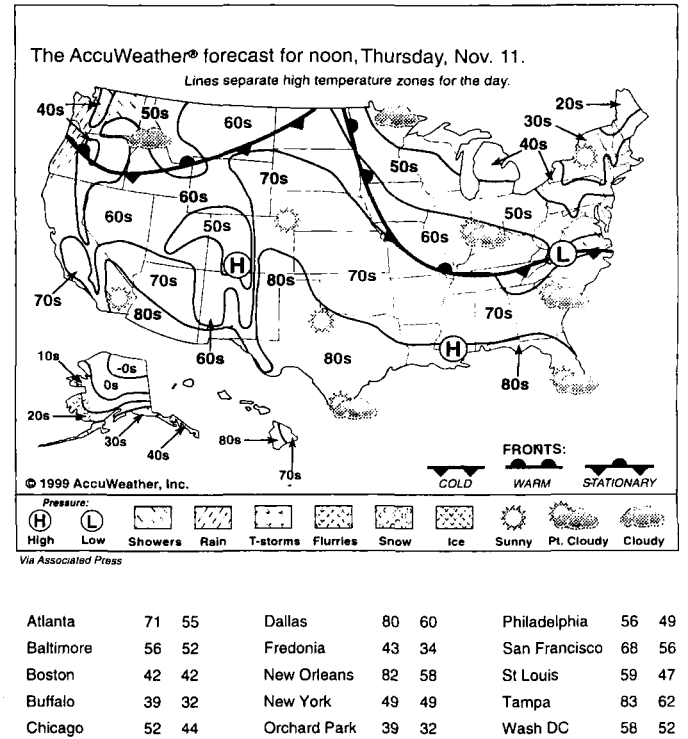 The AccuWeather® forecast for noon, Thursday, Nov. 11.
Lines separate high temperature zones for the day.
40s 50s 60s 20s
30s
40s
70s 50s
60s 60s 50s
50s 60s
H L
70s 80s 70s
70s 80s 70s
60s 80s H 80s
10s -0s
0s
20s
30s 40s 80s 70s
FRONTS:
© 1999 AccuWeather, Inc. COLD WARM STATIONARY
Pressure:
H L
High Low Showers Rain T-storms Flurries Snow Ice Sunny Pt. Cloudy Cloudy
Via Associated Press
Atlanta 71 55 Dallas 80 60 Philadelphia 56 49
Baltimore 56 52 Fredonia 43 34 San Francisco 68 56
Boston 42 42 New Orleans 82 58 St Louis 59 47
Buffalo 39 32 New York 49 49 Tampa 83 62
Chicago 52 44 Orchard Park 39 32 Wash DC 58 52